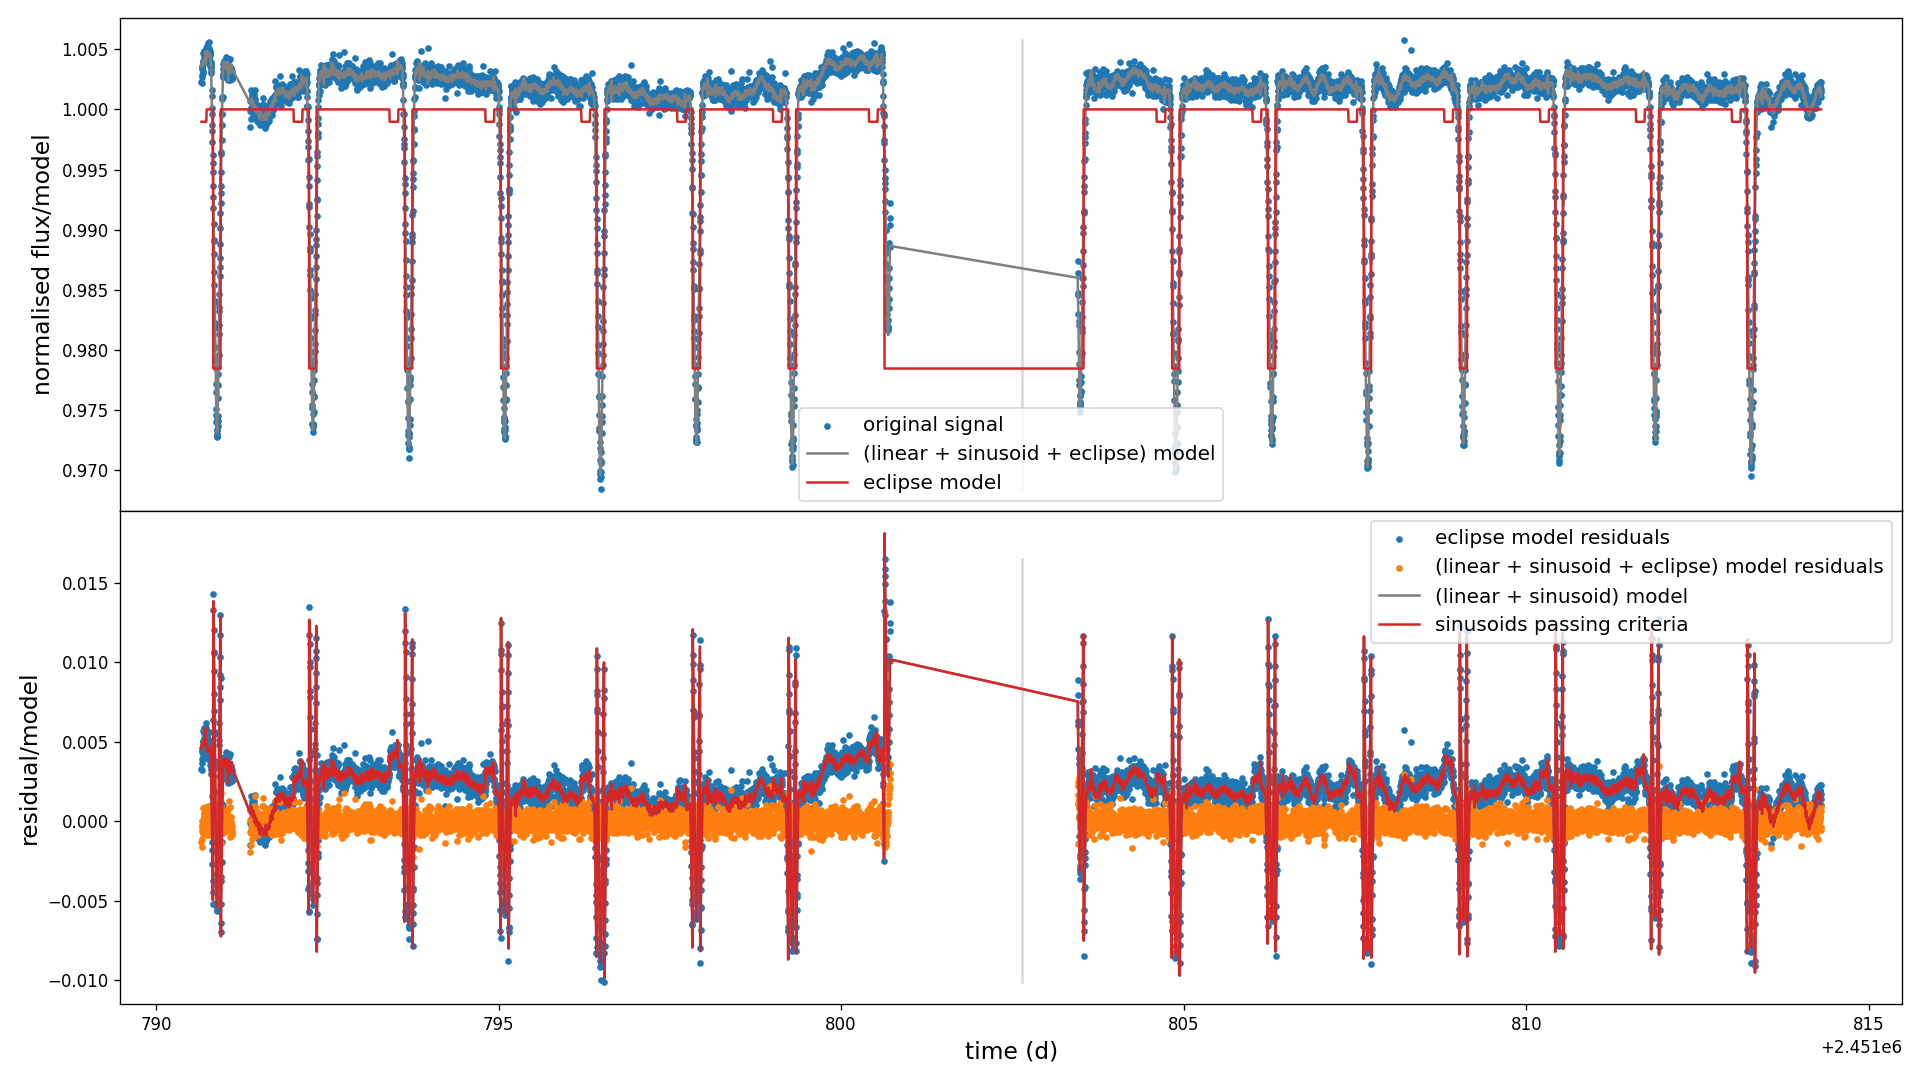 1.005
1.000
0.995
0.990
0.985
0.980
0.975
0.970
normalised flux/model
original signal
(linear + sinusoid + eclipse) model
eclipse model
0.015
0.010
0.005
0.000
−0.005
−0.010
residual/model
eclipse model residuals
(linear + sinusoid + eclipse) model residuals
(linear + sinusoid) model
sinusoids passing criteria
790 795 800 805 810 815
+2.451e6
time (d)